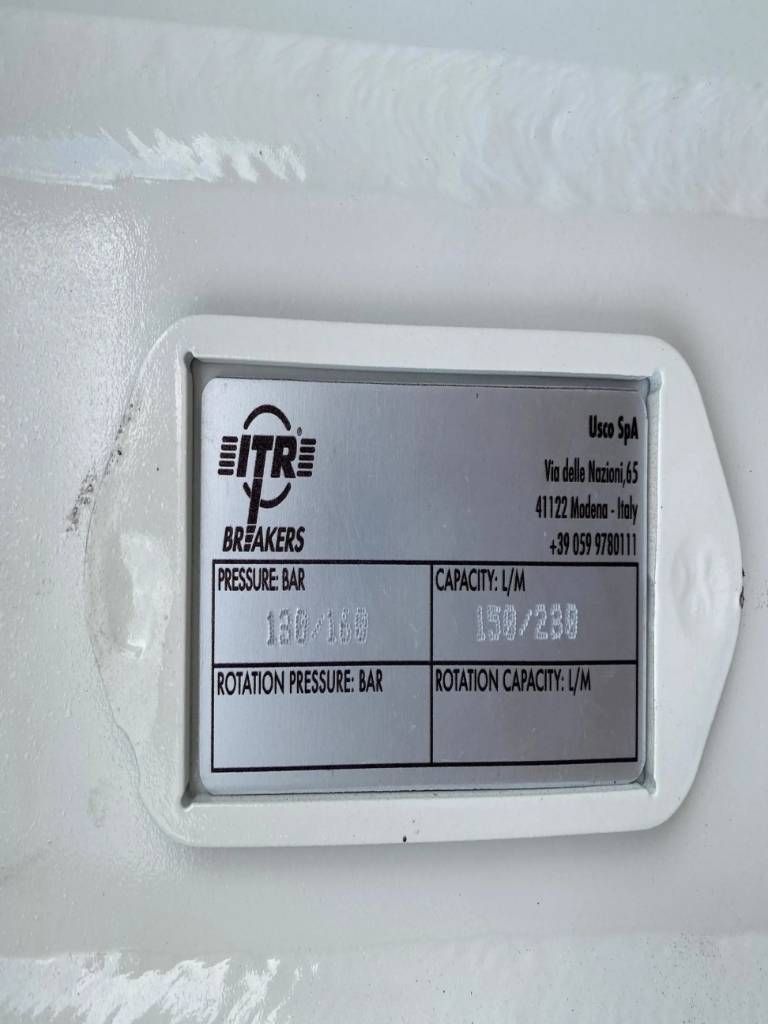 ITR®
BREAKERS
Usco SpA
Via delle Nazioni,65
41122 Modena - Italy
+39 059 9780111
PRESSURE: BAR
130/160
CAPACITY: L/M
150/230
ROTATION PRESSURE: BAR
ROTATION CAPACITY: L/M